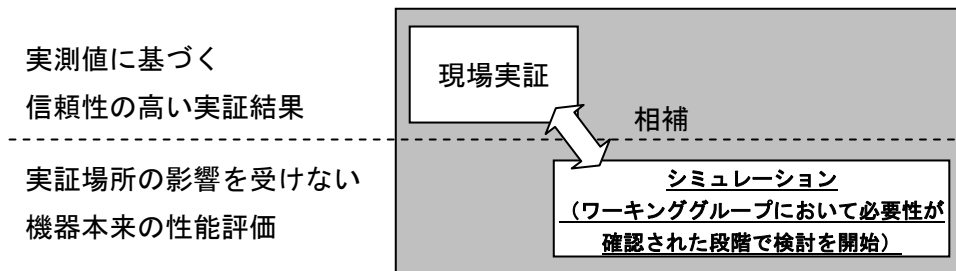 実測値に基づく
信頼性の高い実証結果
現場実証
相補
実証場所の影響を受けない
機器本来の性能評価
シミュレーション
（ワーキンググループにおいて必要性が
確認された段階で検討を開始）